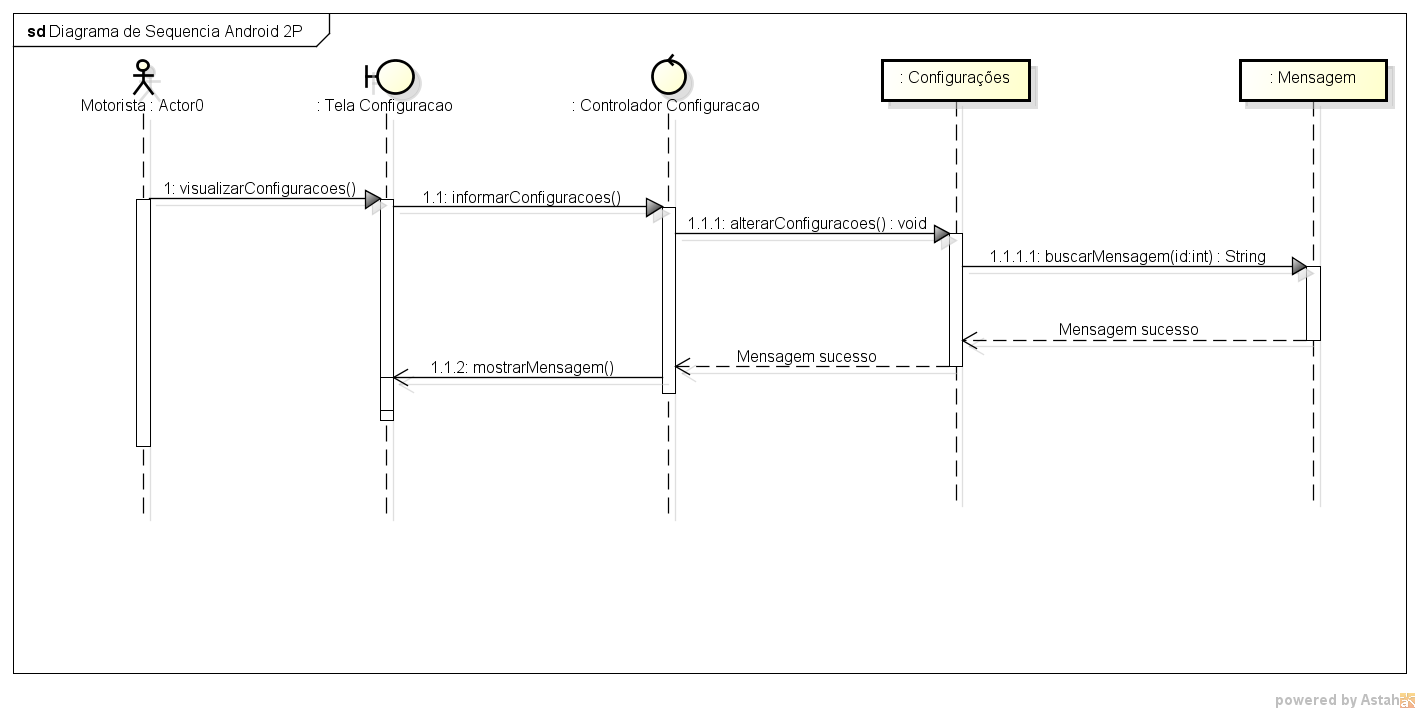 sd Diagrama de Sequencia Android 2P
Motorista : Actor0
: Tela Configuracao
: Controlador Configuracao
: Configurações
: Mensagem
1: visualizarConfiguracoes()
1.1: informarConfiguracoes()
1.1.1: alterarConfiguracoes() : void
1.1.1.1: buscarMensagem(id:int) : String
Mensagem sucesso
Mensagem sucesso
1.1.2: mostrarMensagem()
powered by Astah